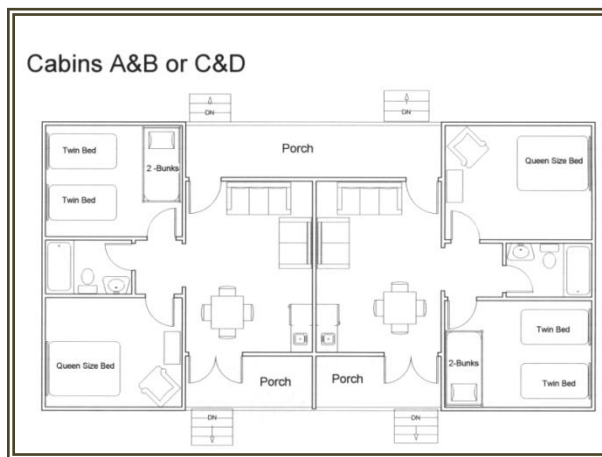 Cabins A&B or C&D
DN
DN
Porch
Twin Bed
2 -Bunks
Twin Bed
Queen Size Bed
Queen Size Bed
Porch
Porch
2-Bunks
Twin Bed
Twin Bed
DN
DN